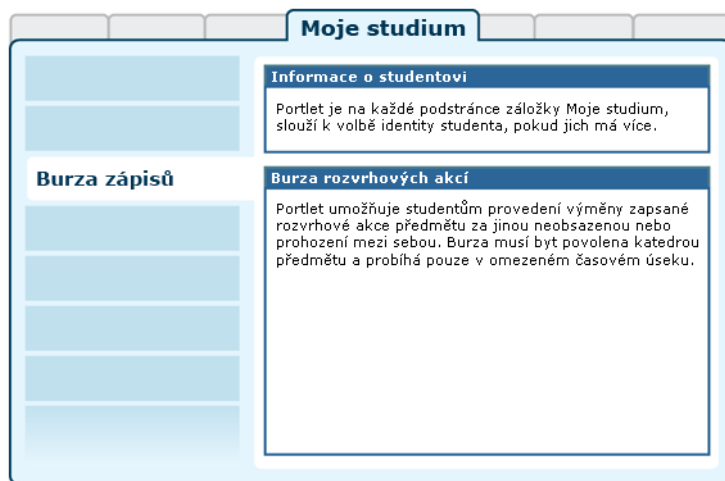 Moje studium
Informace o studentovi
Portlet je na každé podstránce záložky Moje studium,
slouží k volbě identity studenta, pokud jich má více.
Burza zápisů
Burza rozvrhových akcí
Portlet umožňuje studentům provedení výměny zapsané
rozvrhové akce předmětu za jinou neobsazenou nebo
prohození mezi sebou. Burza musí byt povolena katedrou
předmětu a probíhá pouze v omezeném časovém úseku.